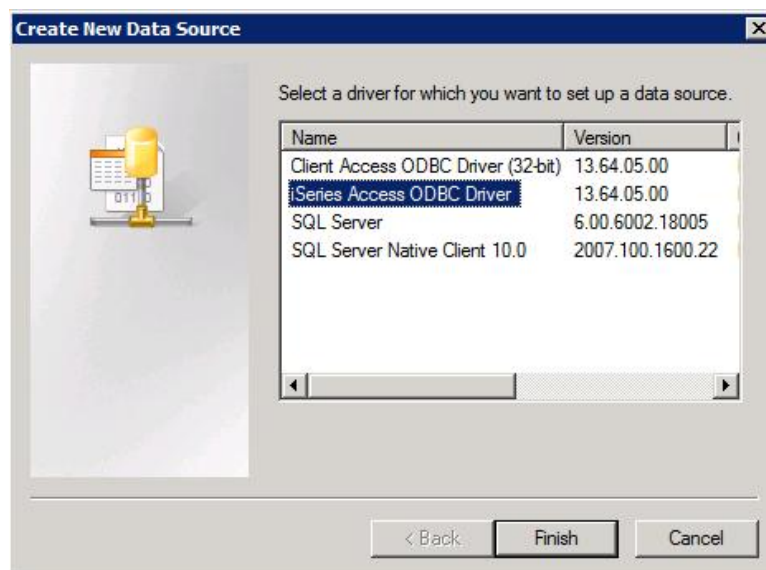 Create New Data Source
Select a driver for which you want to set up a data source.
Name Version
Client Access ODBC Driver (32-bit) 13.64.05.00
iSeries Access ODBC Driver 13.64.05.00
SQL Server 6.00.6002.18005
SQL Server Native Client 10.0 2007.100.1600.22
< Back Finish Cancel